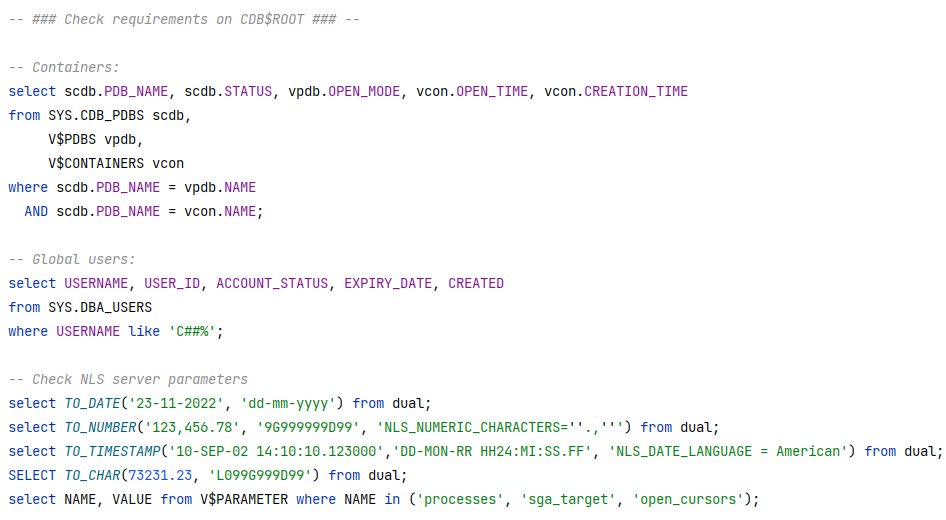 -- ### Check requirements on CDB$ROOT ### --
-- Containers:
select scdb.PDB_NAME, scdb.STATUS, vpdb.OPEN_MODE, vcon.OPEN_TIME, vcon.CREATION_TIME
from SYS.CDB_PDBS scdb,
     V$PDBS vpdb,
     V$CONTAINERS vcon
where scdb.PDB_NAME = vpdb.NAME
  AND scdb.PDB_NAME = vcon.NAME;
-- Global users:
select USERNAME, USER_ID, ACCOUNT_STATUS, EXPIRY_DATE, CREATED
from SYS.DBA_USERS
where USERNAME like 'C##%';
-- Check NLS server parameters
select TO_DATE('23-11-2022', 'dd-mm-yyyy') from dual;
select TO_NUMBER('123,456.78', '9G999999D99', 'NLS_NUMERIC_CHARACTERS=''.,''') from dual;
select TO_TIMESTAMP('10-SEP-02 14:10:10.123000','DD-MON-RR HH24:MI:SS.FF', 'NLS_DATE_LANGUAGE = American') from dual;
SELECT TO_CHAR(73231.23, 'L099G999D99') from dual;
select NAME, VALUE from V$PARAMETER where NAME in ('processes', 'sga_target', 'open_cursors');